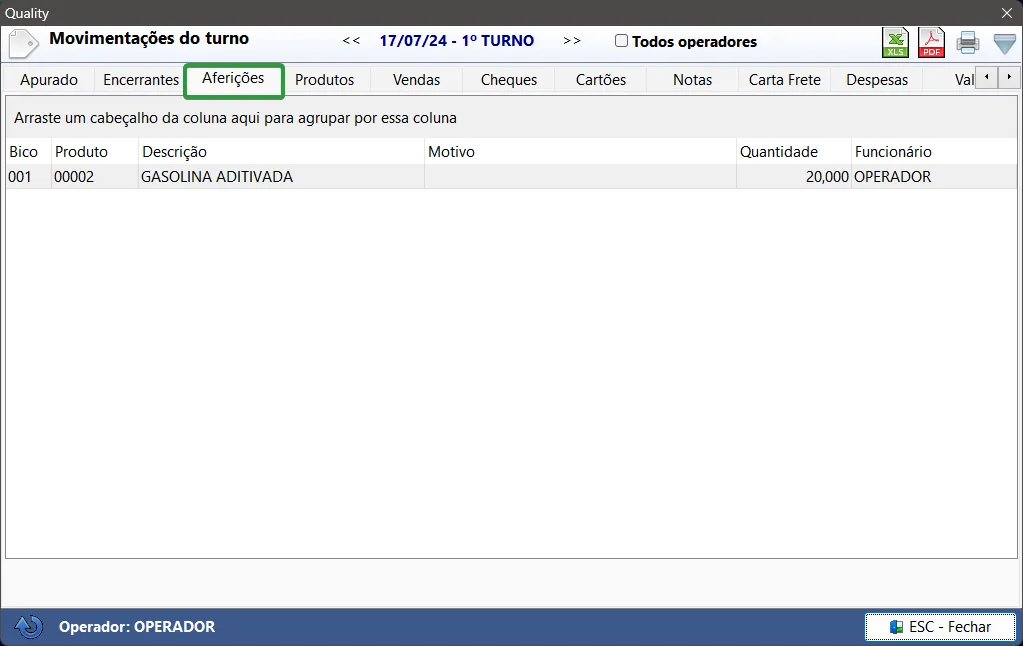 Quality
Movimentações do turno << 17/07/24 - 1º TURNO >> Todos operadores XLS PDF
Apurado Encerrantes Aferições Produtos Vendas Cheques Cartões Notas Carta Frete Despesas Val
Arraste um cabeçalho da coluna aqui para agrupar por essa coluna
Bico Produto Descrição Motivo Quantidade Funcionário
001 00002 GASOLINA ADITIVADA 20,000 OPERADOR
Operador: OPERADOR ESC - Fechar